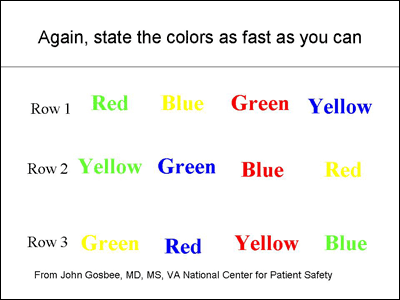 Again, state the colors as fast as you can
Row 1 Red Blue Green Yellow
Row 2 Yellow Green Blue Red
Row 3 Green Red Yellow Blue
From John Gosbee, MD, MS, VA National Center for Patient Safety